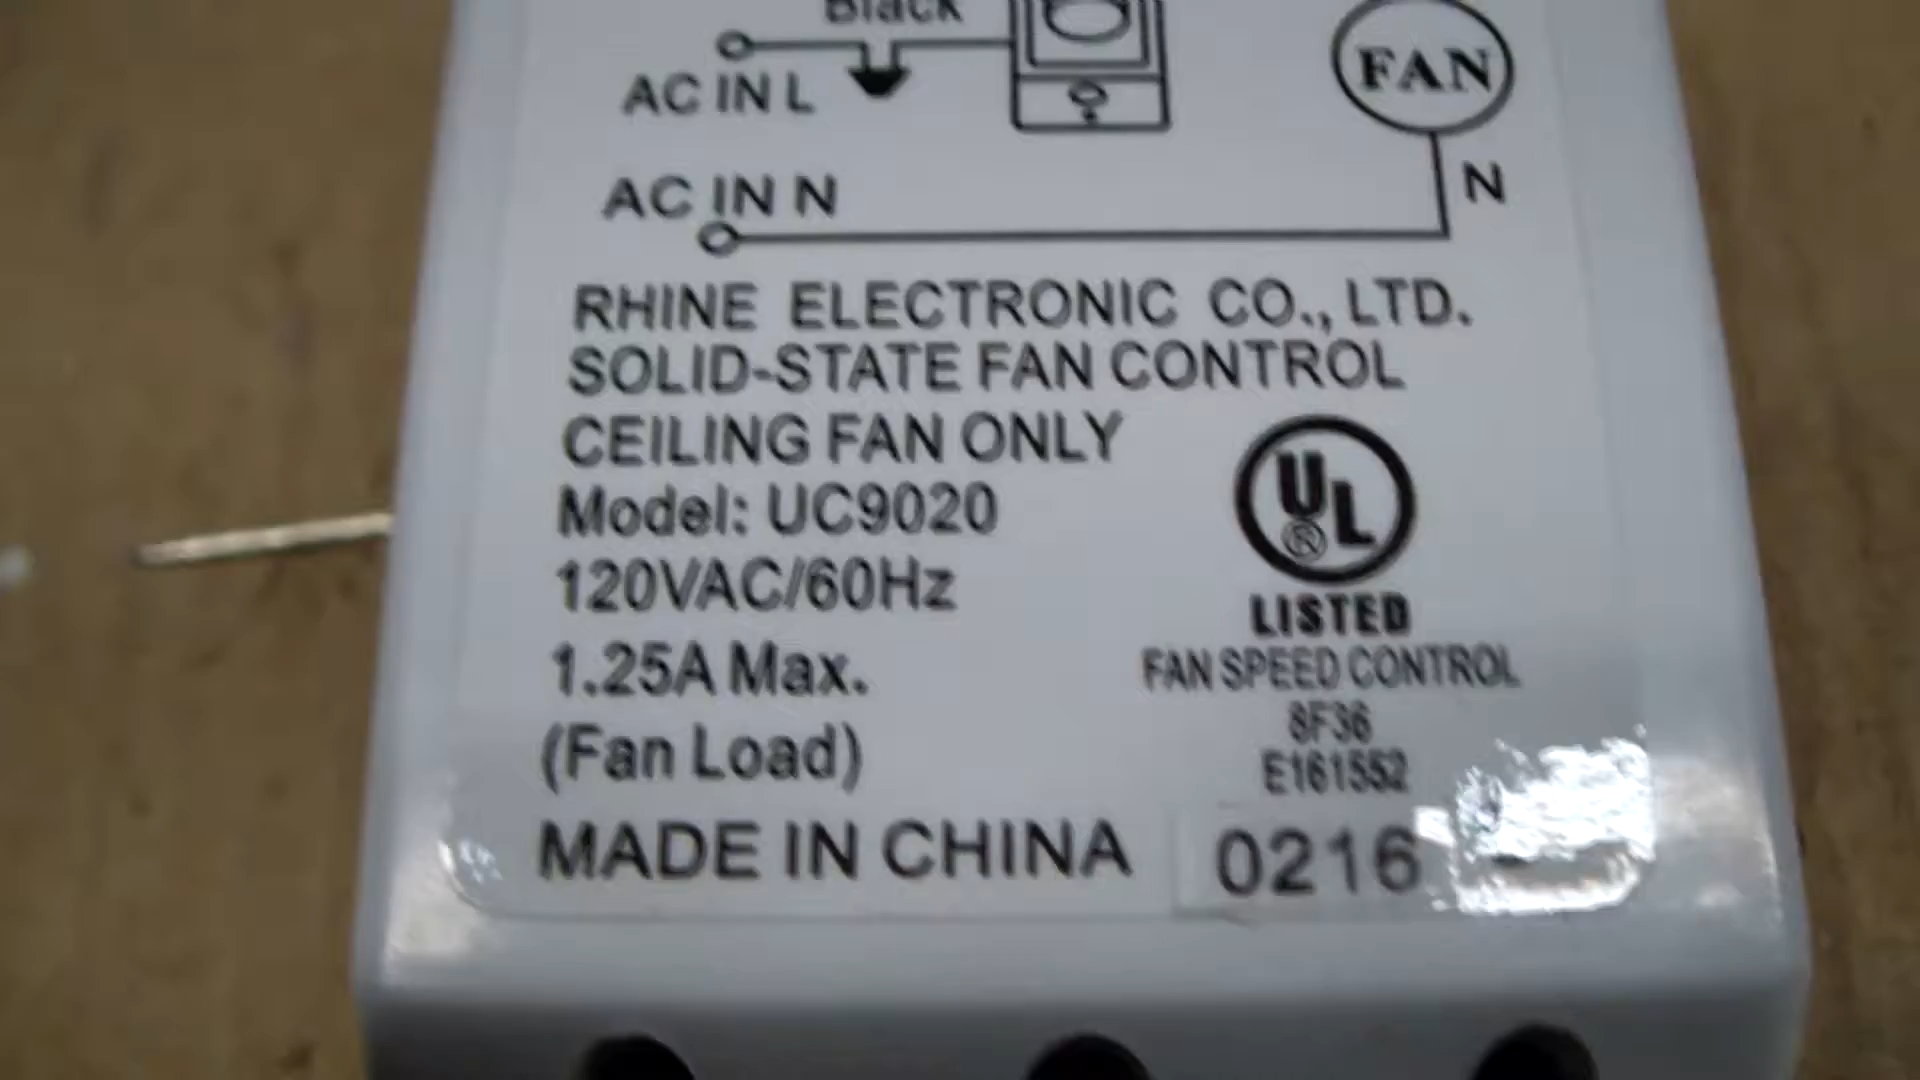 Black
AC IN L
FAN
AC IN N
N
RHINE ELECTRONIC CO., LTD.
SOLID-STATE FAN CONTROL
CEILING FAN ONLY
Model: UC9020
120VAC/60Hz
1.25A Max.
(Fan Load)
MADE IN CHINA
UL
®
LISTED
FAN SPEED CONTROL
8F36
E161552
0216